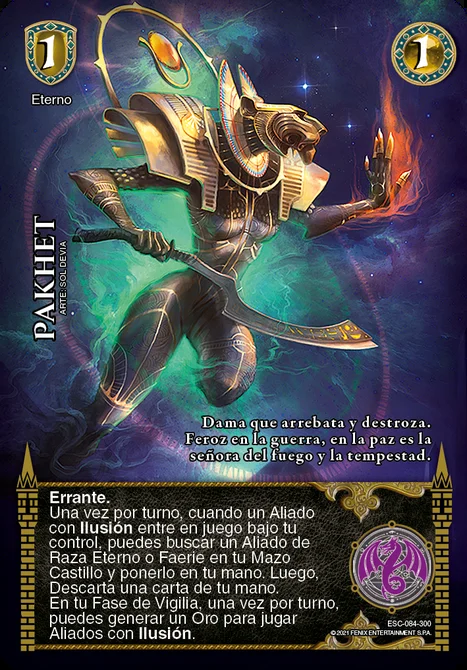 1
1
Eterno
PAKHET
ARTE: SOL DEVIA
Dama que arrebata y destroza.
Feroz en la guerra, en la paz es la
señora del fuego y la tempestad.
Errante.
Una vez por turno, cuando un Aliado
con Ilusión entre en juego bajo tu
control, puedes buscar un Aliado de
Raza Eterno o Faerie en tu Mazo
Castillo y ponerlo en tu mano. Luego,
Descarta una carta de tu mano.
En tu Fase de Vigilia, una vez por turno,
puedes generar un Oro para jugar
Aliados con Ilusión.
ESC-084-300
©2021 FENIX ENTERTAINMENT S.P.A.